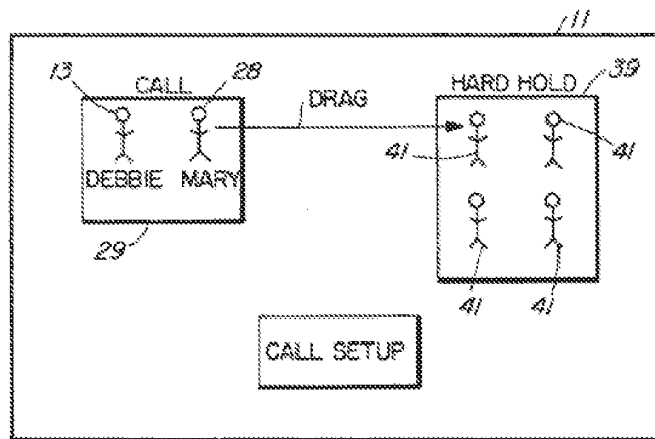 11
13
CALL
28
DRAG
HARD HOLD
39
41
41
DEBBIE MARY
29
41
41
CALL SETUP